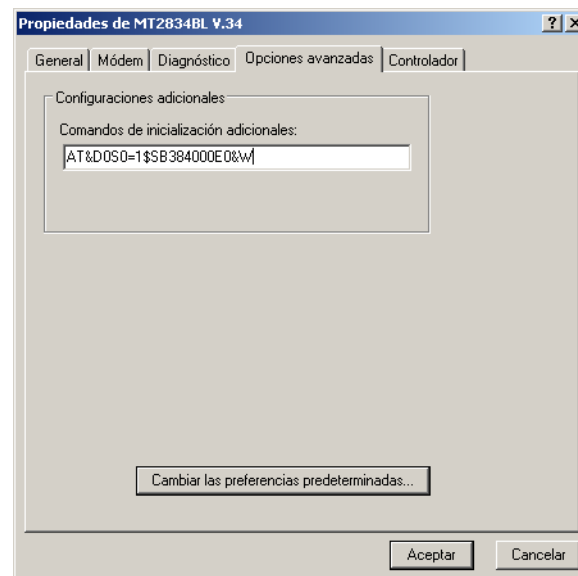 Propiedades de MT2834BL V.34
General Módem Diagnóstico Opciones avanzadas Controlador
Configuraciones adicionales
Comandos de inicialización adicionales:
AT&D0S0=1$SB384000E0&W
Cambiar las preferencias predeterminadas...
Aceptar Cancelar